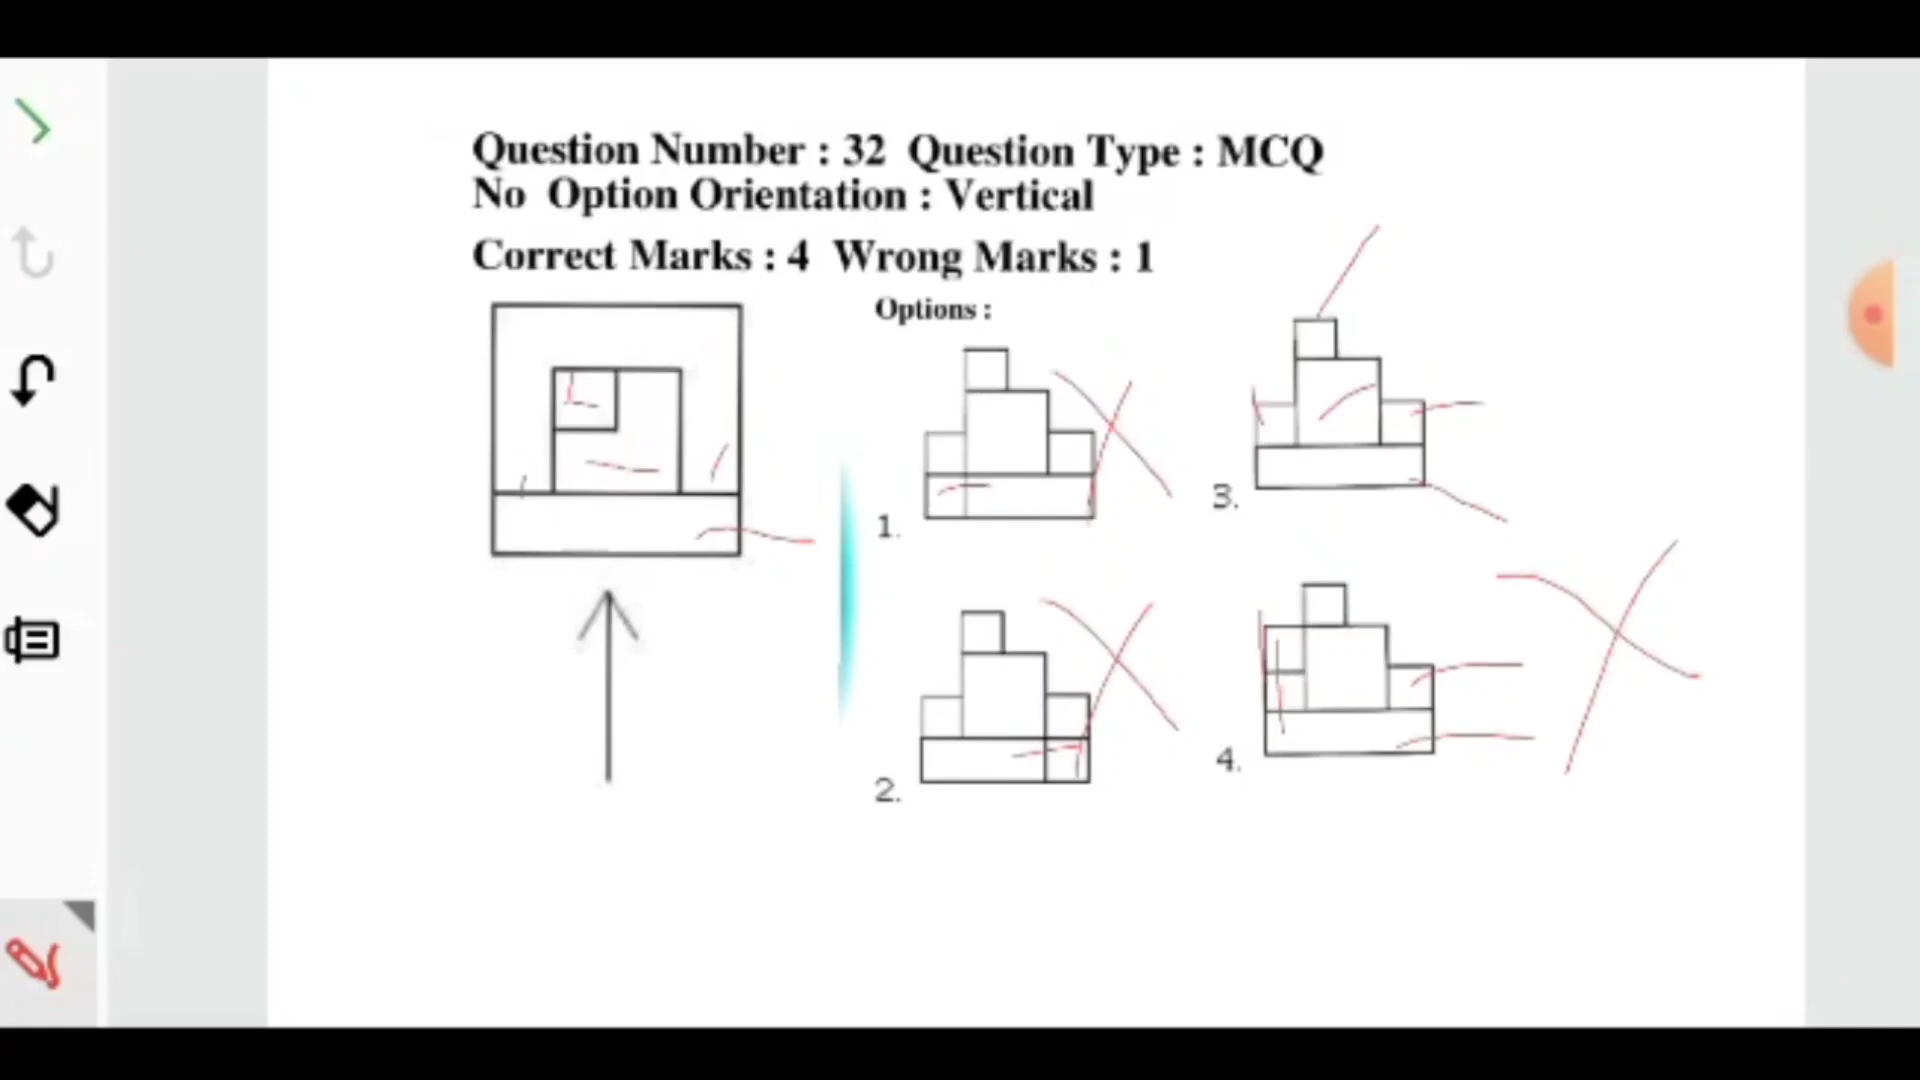 Question Number : 32 Question Type : MCQ
No Option Orientation : Vertical
Correct Marks : 4 Wrong Marks : 1
Options :
1.
3.
2.
4.